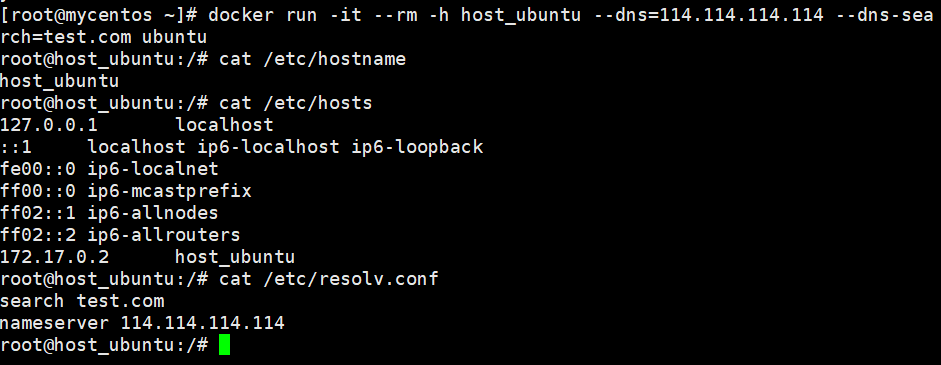 [root@mycentos ~]# docker run -it --rm -h host_ubuntu --dns=114.114.114.114 --dns-sea
rch=test.com ubuntu
root@host_ubuntu:/# cat /etc/hostname
host_ubuntu
root@host_ubuntu:/# cat /etc/hosts
127.0.0.1       localhost
::1     localhost ip6-localhost ip6-loopback
fe00::0 ip6-localnet
ff00::0 ip6-mcastprefix
ff02::1 ip6-allnodes
ff02::2 ip6-allrouters
172.17.0.2      host_ubuntu
root@host_ubuntu:/# cat /etc/resolv.conf
search test.com
nameserver 114.114.114.114
root@host_ubuntu:/#